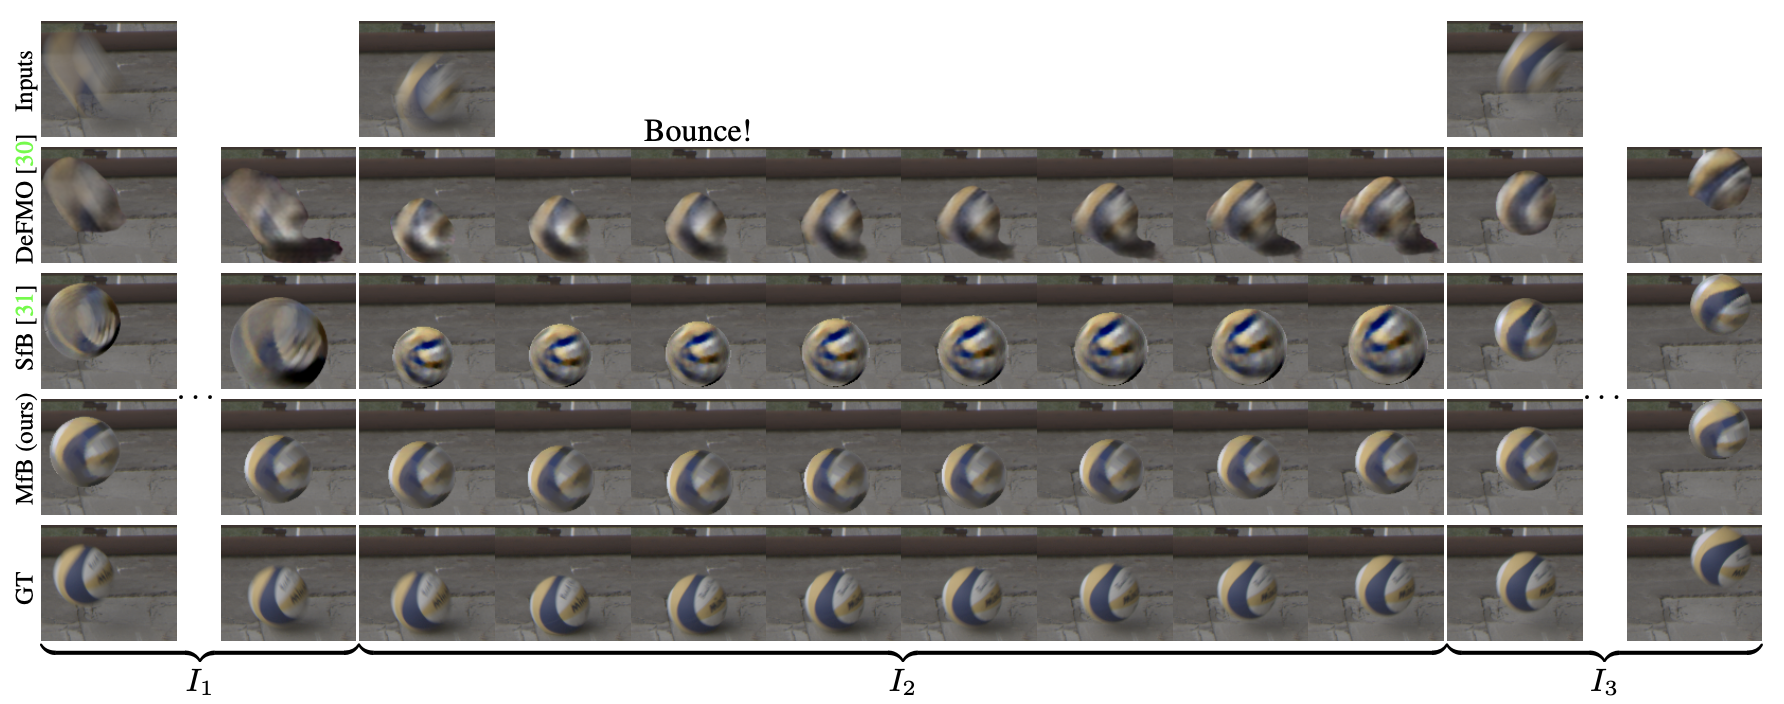 Inputs
Bounce!
DeFMO [30]
SfB [31]
. . .
. . .
MfB (ours)
GT
I₁
I₂
I₃